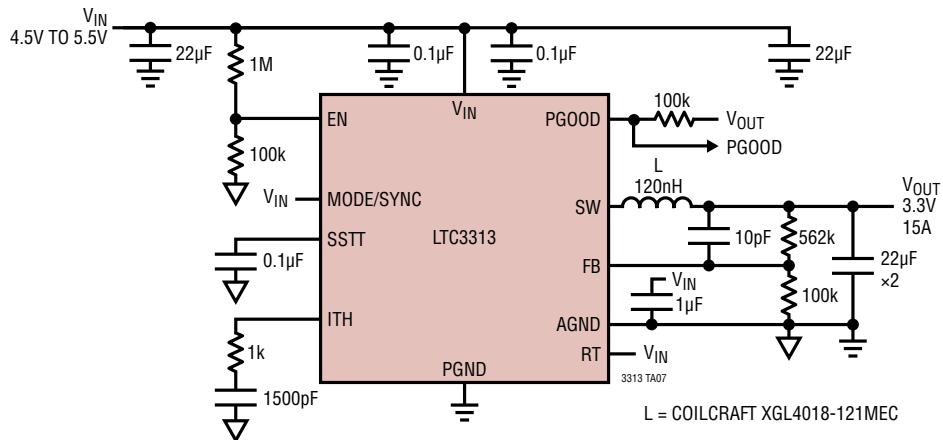 VIN
4.5V TO 5.5V
22µF
1M
0.1µF
0.1µF
22µF
EN
VIN
PGOOD
100k
VOUT
PGOOD
100k
L
120nH
VIN
MODE/SYNC
SW
VOUT
3.3V
15A
SSTT
LTC3313
10pF
562k
0.1µF
FB
22µF
×2
VIN
1µF
100k
ITH
AGND
RT
VIN
1k
PGND
3313 TA07
1500pF
L = COILCRAFT XGL4018-121MEC